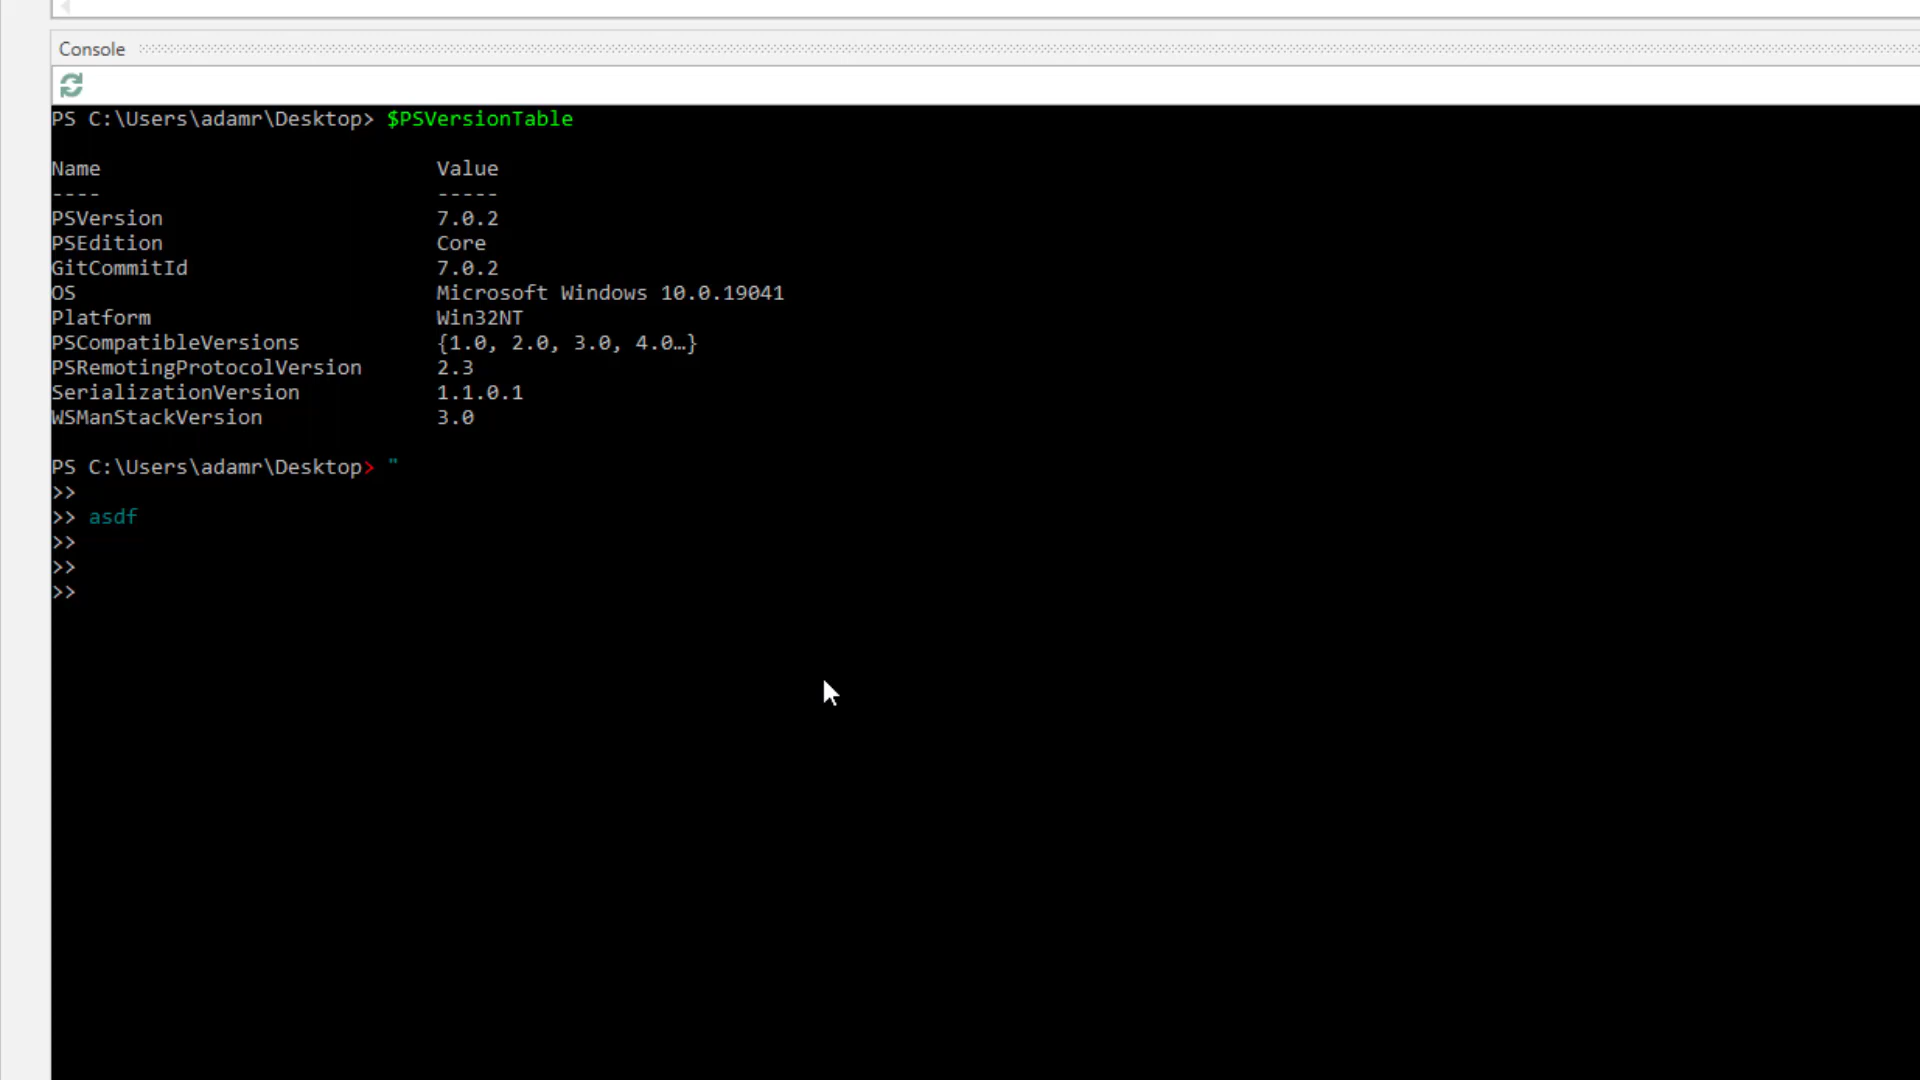 Console
PS C:\Users\adamr\Desktop> $PSVersionTable
Name                           Value
----                           -----
PSVersion                      7.0.2
PSEdition                      Core
GitCommitId                    7.0.2
OS                             Microsoft Windows 10.0.19041
Platform                       Win32NT
PSCompatibleVersions           {1.0, 2.0, 3.0, 4.0…}
PSRemotingProtocolVersion      2.3
SerializationVersion           1.1.0.1
WSManStackVersion              3.0
PS C:\Users\adamr\Desktop> "
>>
>> asdf
>>
>>
>>